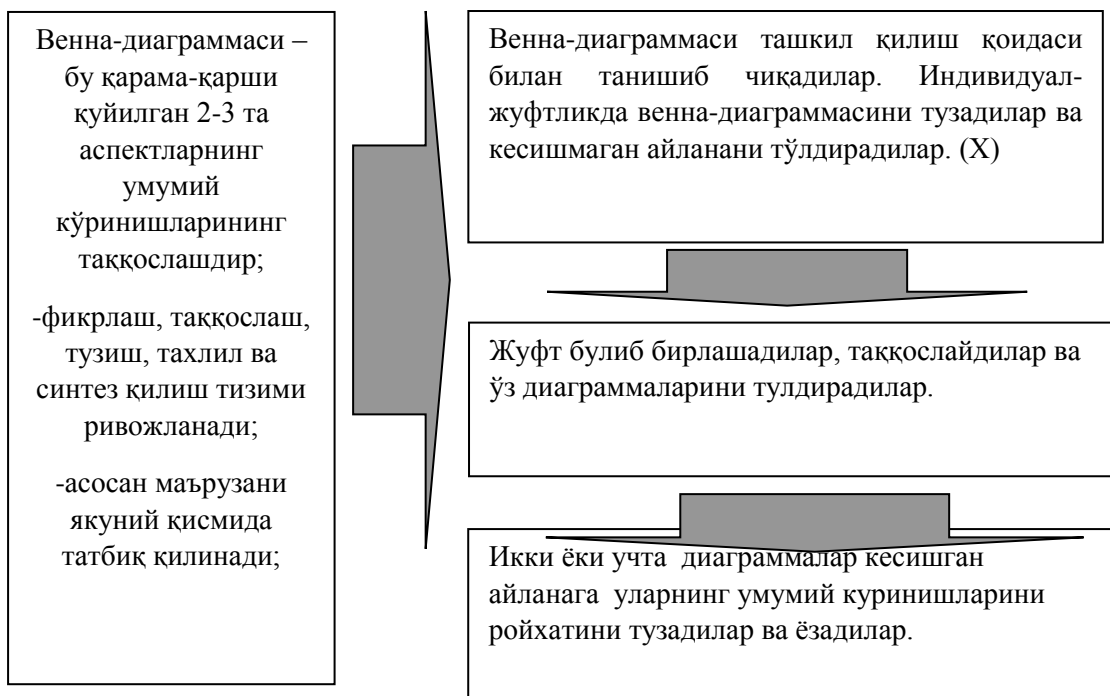 Венна-диаграммаси –
бу қарама-қарши
қуйилган 2-3 та
аспектларнинг
умумий
кўринишларининг
таққослашдир;
-фикрлаш, таққослаш,
тузиш, тахлил ва
синтез қилиш тизими
ривожланади;
-асосан маърузани
якуний қисмида
татбиқ қилинади;
Венна-диаграммаси ташкил қилиш қоидаси
билан танишиб чиқадилар. Индивидуал-
жуфтликда венна-диаграммасини тузадилар ва
кесишмаган айланани тўлдирадилар. (Х)
Жуфт булиб бирлашадилар, таққослайдилар ва
ўз диаграммаларини тулдирадилар.
Икки ёки учта диаграммалар кесишган
айланага уларнинг умумий куринишларини
ройхатини тузадилар ва ёзадилар.